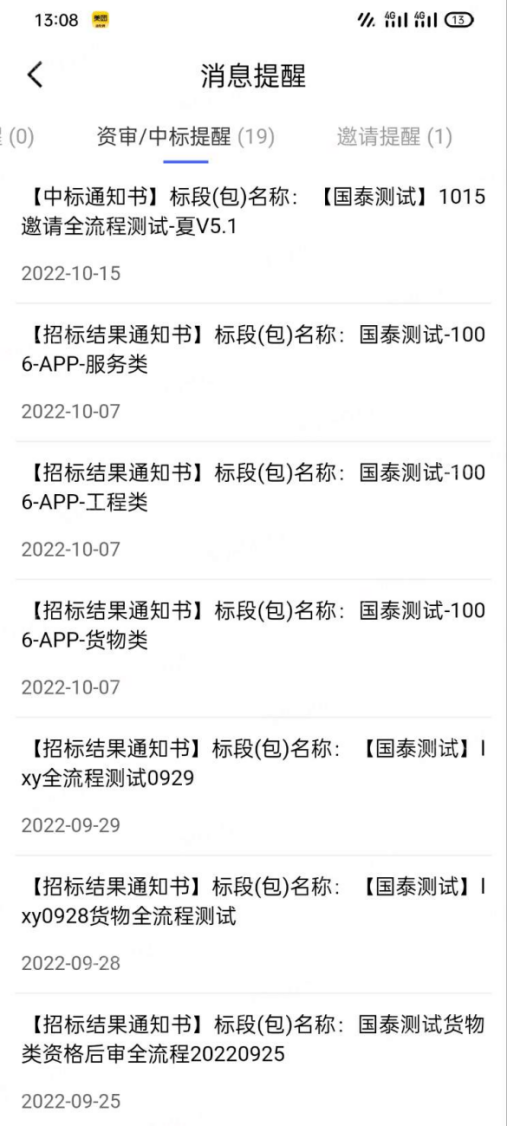 13:08 美团 4G 4G 13
消息提醒
(0) 资审/中标提醒 (19) 邀请提醒 (1)
【中标通知书】标段(包)名称：【国泰测试】1015
邀请全流程测试-夏V5.1
2022-10-15
【招标结果通知书】标段(包)名称：国泰测试-100
6-APP-服务类
2022-10-07
【招标结果通知书】标段(包)名称：国泰测试-100
6-APP-工程类
2022-10-07
【招标结果通知书】标段(包)名称：国泰测试-100
6-APP-货物类
2022-10-07
【招标结果通知书】标段(包)名称：【国泰测试】l
xy全流程测试0929
2022-09-29
【招标结果通知书】标段(包)名称：【国泰测试】l
xy0928货物全流程测试
2022-09-28
【招标结果通知书】标段(包)名称：国泰测试货物
类资格后审全流程20220925
2022-09-25